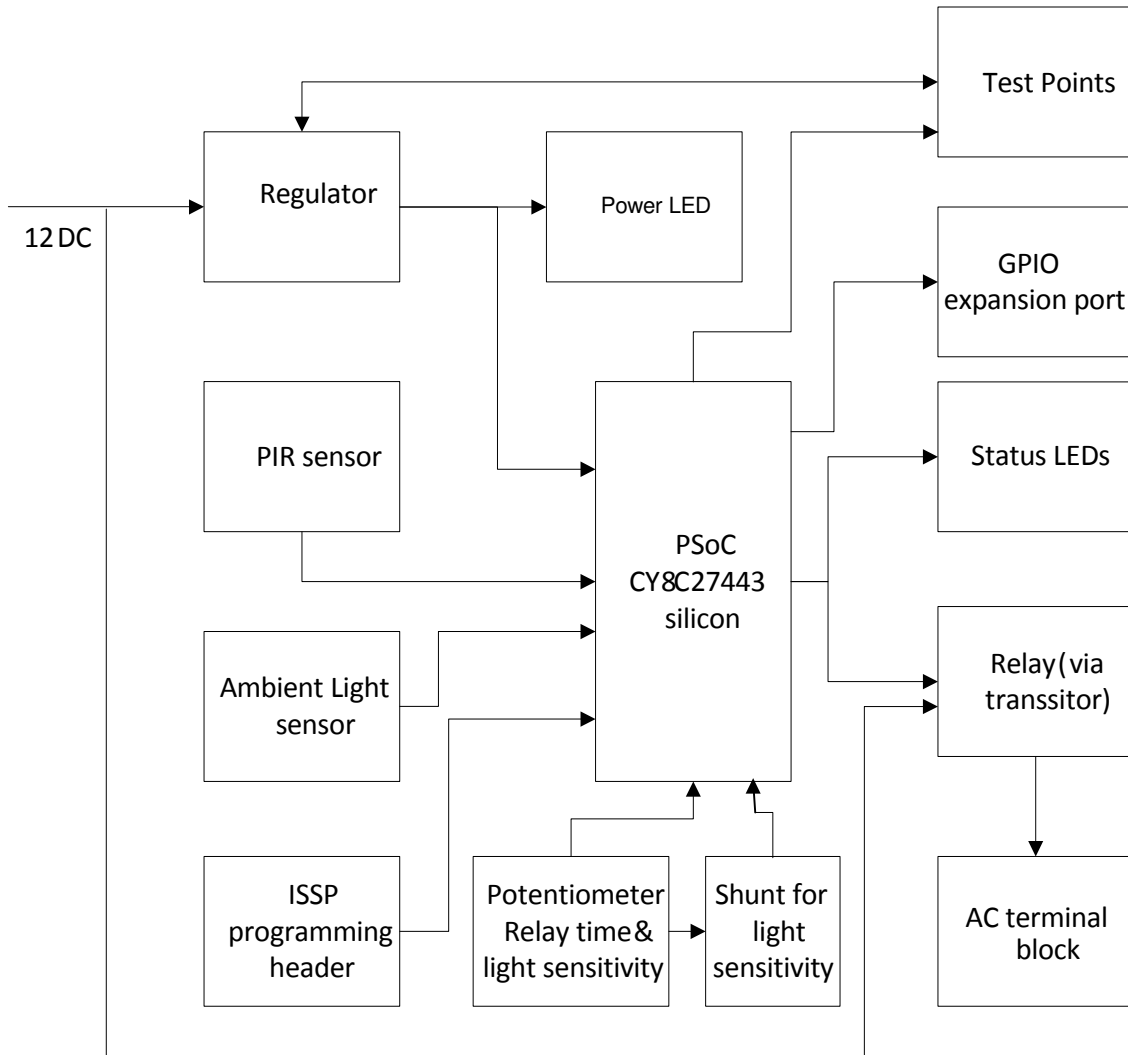 Test Points
Regulator
Power LED
12 DC
GPIO
expansion port
PIR sensor
Status LEDs
PSoC
CY8C27443
silicon
Ambient Light
sensor
Relay(via
transsitor)
ISSP
programming
header
Potentiometer
Relay time&
light sensitivity
Shunt for
light
sensitivity
AC terminal
block